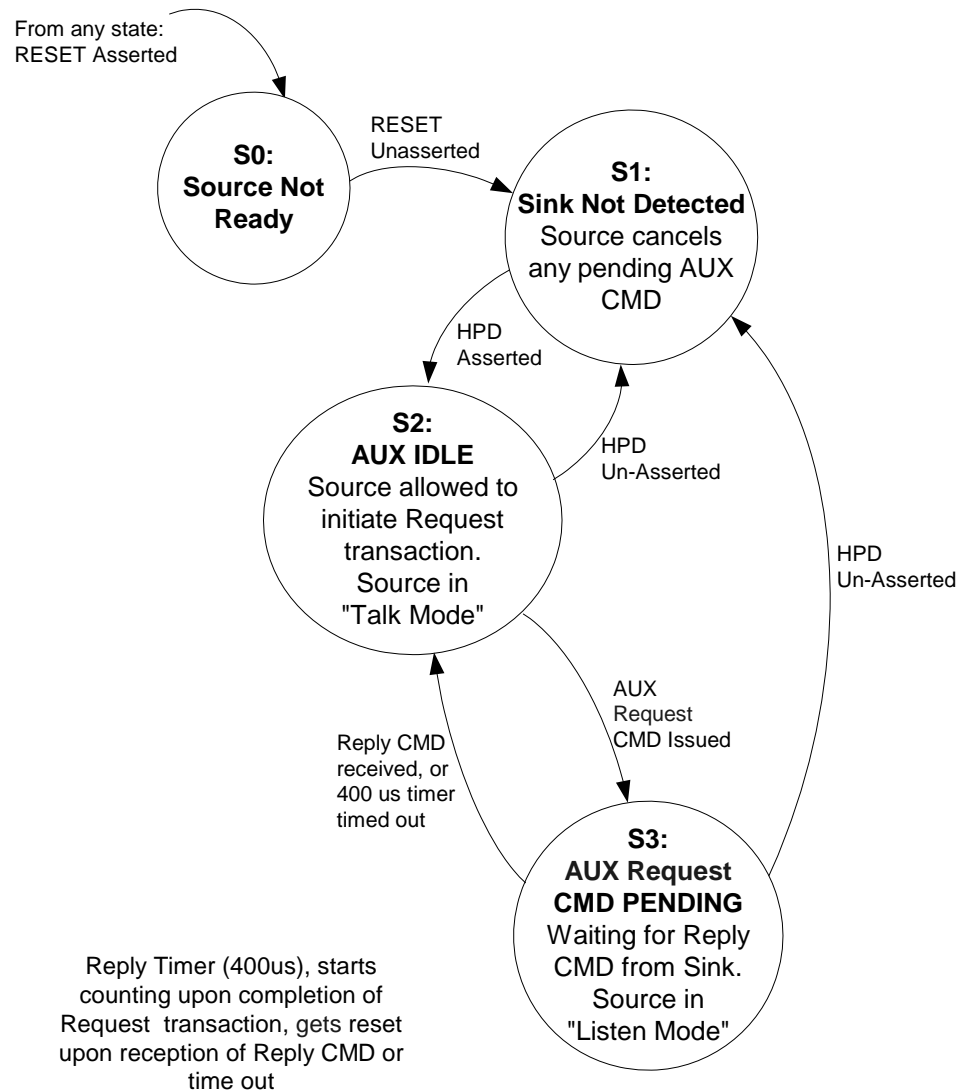 From any state:
RESET Asserted
S0:
Source Not
Ready
RESET
Unasserted
S1:
Sink Not Detected
Source cancels
any pending AUX
CMD
HPD
Asserted
HPD
Un-Asserted
S2:
AUX IDLE
Source allowed to
initiate Request
transaction.
Source in
"Talk Mode"
HPD
Un-Asserted
AUX
Request
CMD Issued
Reply CMD
received, or
400 us timer
timed out
S3:
AUX Request
CMD PENDING
Waiting for Reply
CMD from Sink.
Source in
"Listen Mode"
Reply Timer (400us), starts
counting upon completion of
Request transaction, gets reset
upon reception of Reply CMD or
time out